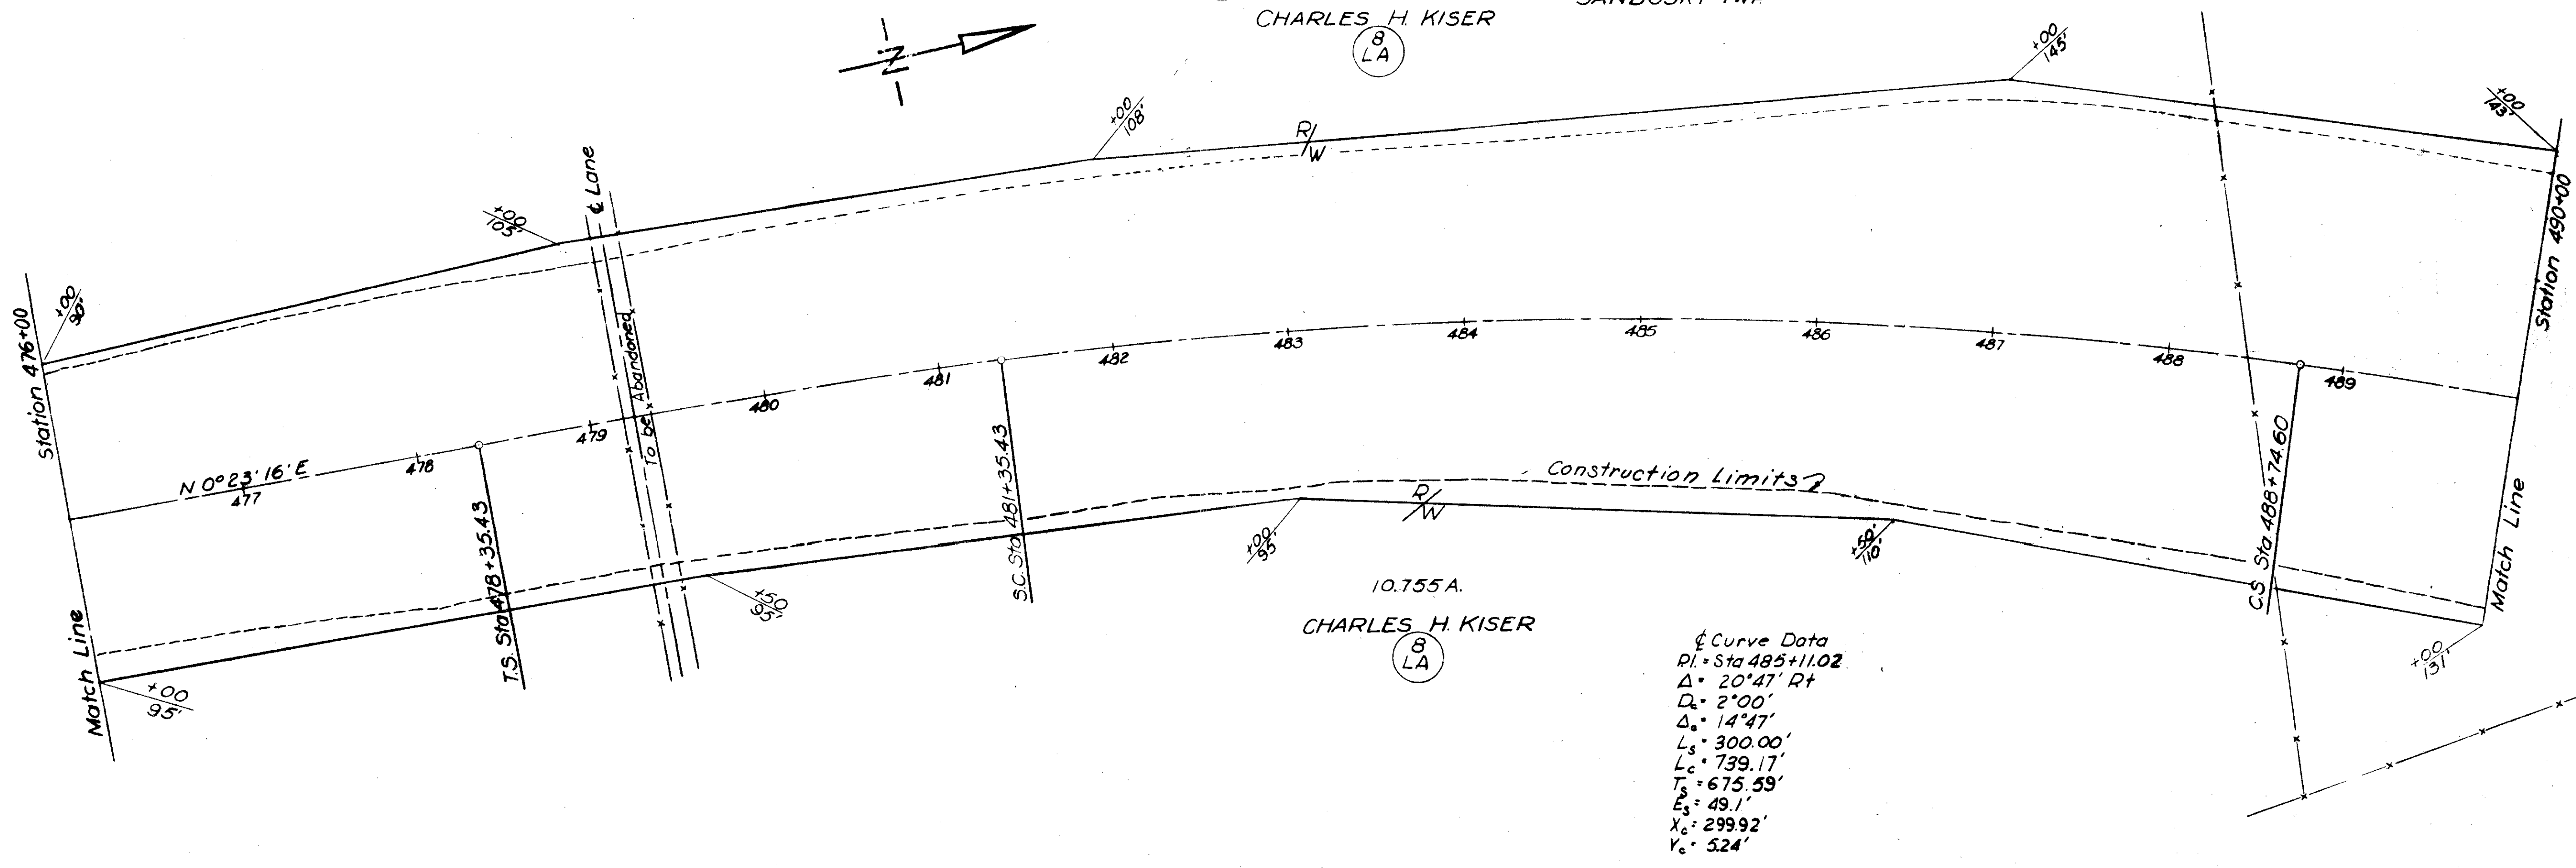 SANDUSKY TWP.
CHARLES H. KISER
8
LA
N
+00
145'
+00
143'
+00
108'
R/W
℄ Lane
+00
105'
+00
90'
Station 476+00
Station 490+00
To be Abandoned
477
478
479
480
481
482
483
484
485
486
487
488
489
N 0°23'16" E
T.S. Sta 478+35.43
S.C. Sta 481+35.43
C.S Sta 488+74.60
Construction Limits
R/W
+00
95'
+50
95'
+00
95'
+50
110'
+00
131'
Match Line
Match Line
10.755 A.
CHARLES H. KISER
8
LA
℄ Curve Data
P.I. = Sta 485+11.02
Δ = 20°47' Rt
Dc = 2°00'
Δc = 14°47'
Ls = 300.00'
Lc = 739.17'
Ts = 675.59'
Es = 49.1'
Xc = 299.92'
Yc = 5.24'